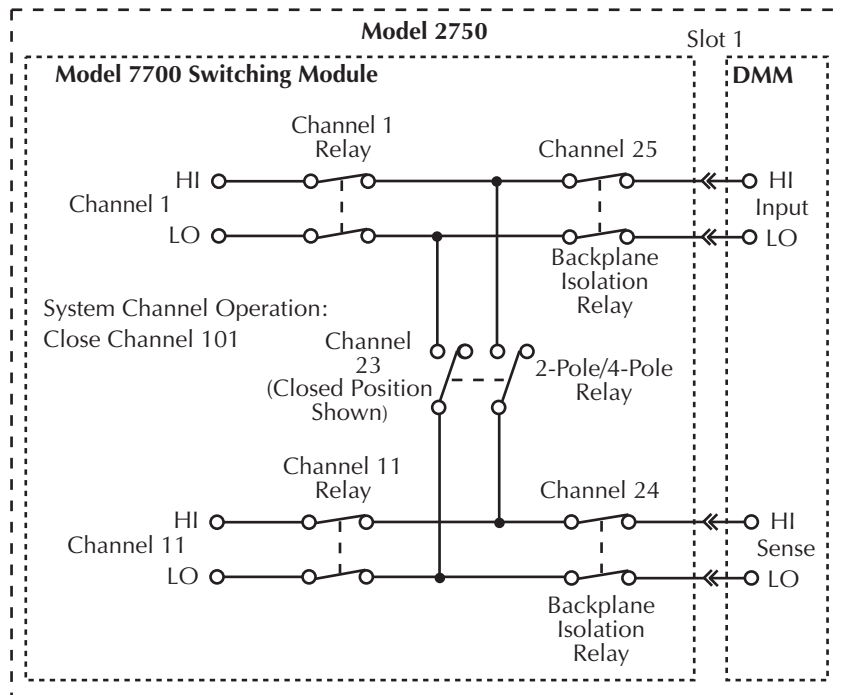 Model 2750
Slot 1
Model 7700 Switching Module
DMM
Channel 1
Relay
Channel 25
HI
HI
Channel 1
Input
LO
LO
Backplane
Isolation
Relay
System Channel Operation:
Close Channel 101
Channel
23
(Closed Position
Shown)
2-Pole/4-Pole
Relay
Channel 11
Relay
Channel 24
HI
HI
Channel 11
Sense
LO
LO
Backplane
Isolation
Relay